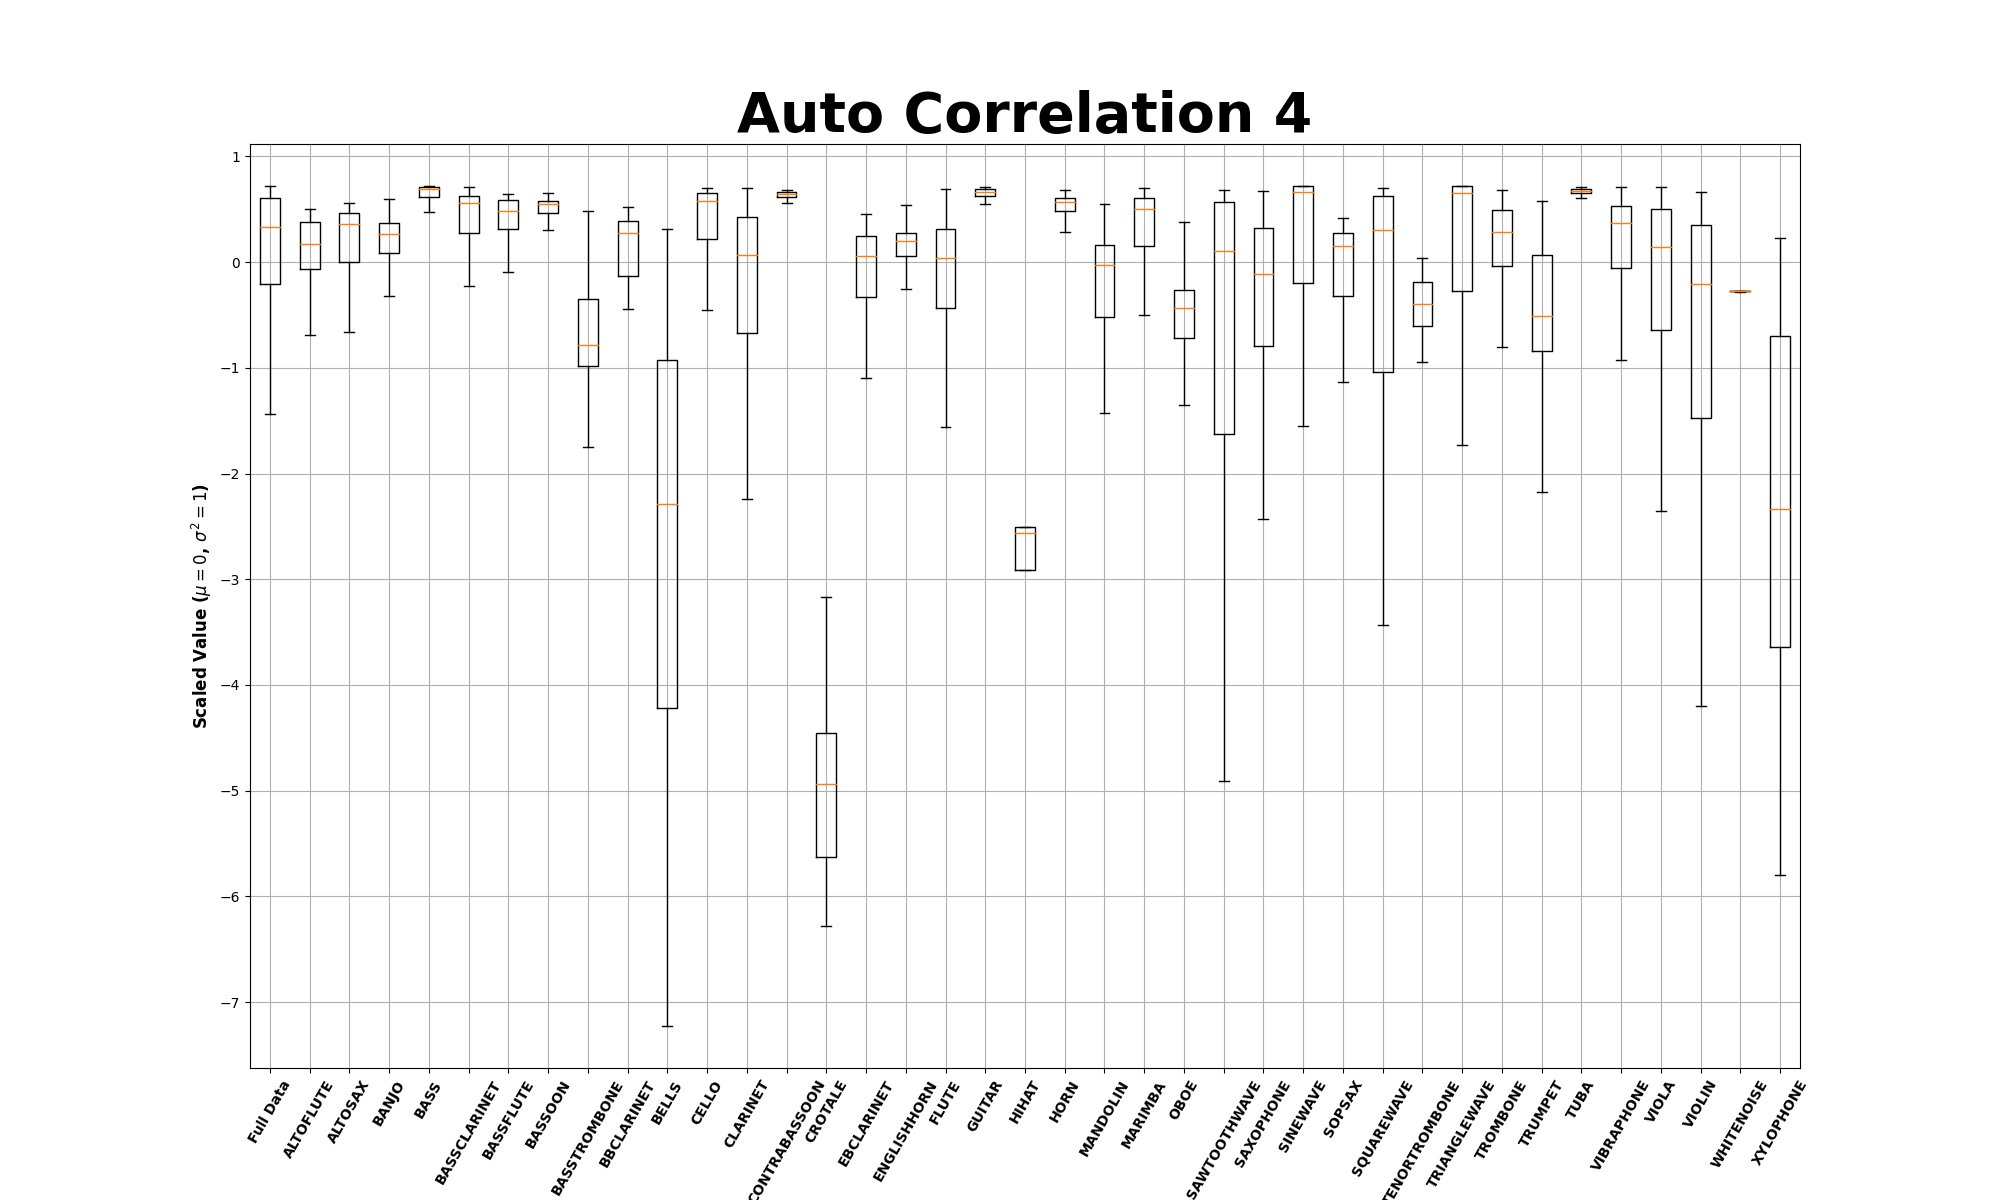 Auto Correlation 4
1
0
−1
−2
−3
−4
−5
−6
−7
Scaled Value (μ = 0, σ² = 1)
Full Data
ALTOFLUTE
ALTOSAX
BANJO
BASS
BASSCLARINET
BASSFLUTE
BASSOON
BASSTROMBONE
BBCLARINET
BELLS
CELLO
CLARINET
CONTRABASSOON
CROTALE
EBCLARINET
ENGLISHHORN
FLUTE
GUITAR
HIHAT
HORN
MANDOLIN
MARIMBA
OBOE
SAWTOOTHWAVE
SAXOPHONE
SINEWAVE
SOPSAX
SQUAREWAVE
TENORTROMBONE
TRIANGLEWAVE
TROMBONE
TRUMPET
TUBA
VIBRAPHONE
VIOLA
VIOLIN
WHITENOISE
XYLOPHONE